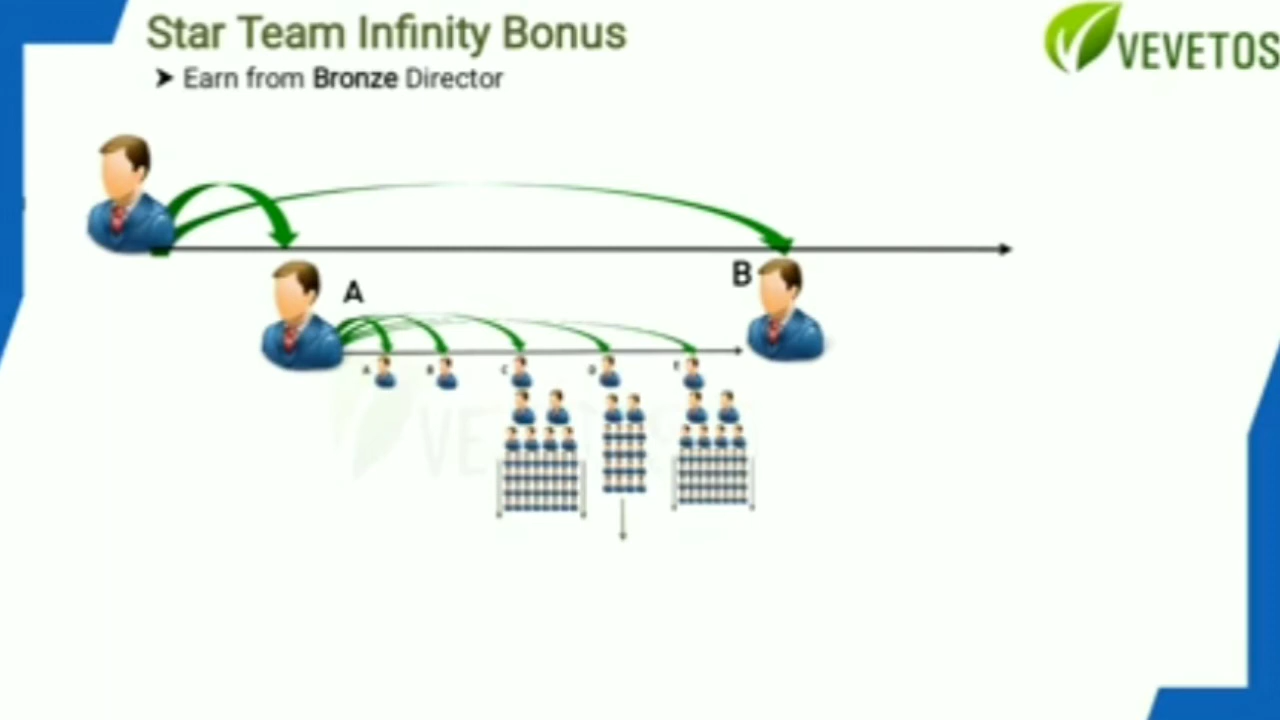 Star Team Infinity Bonus
➤ Earn from Bronze Director
VEVETOS
A
B
A
B
C
D
E